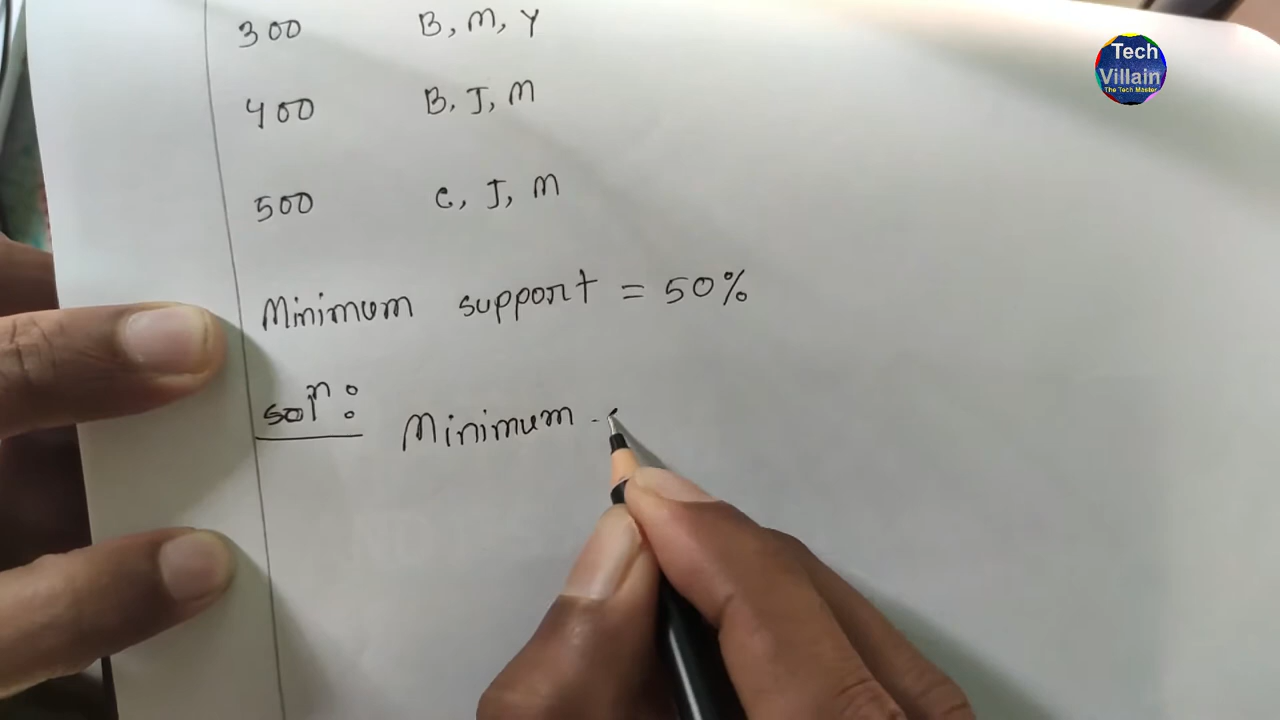 300 B, M, Y
400 B, J, M
500 C, J, M
Minimum support = 50%
Solⁿ: Minimum
Tech
Villain
The Tech Master